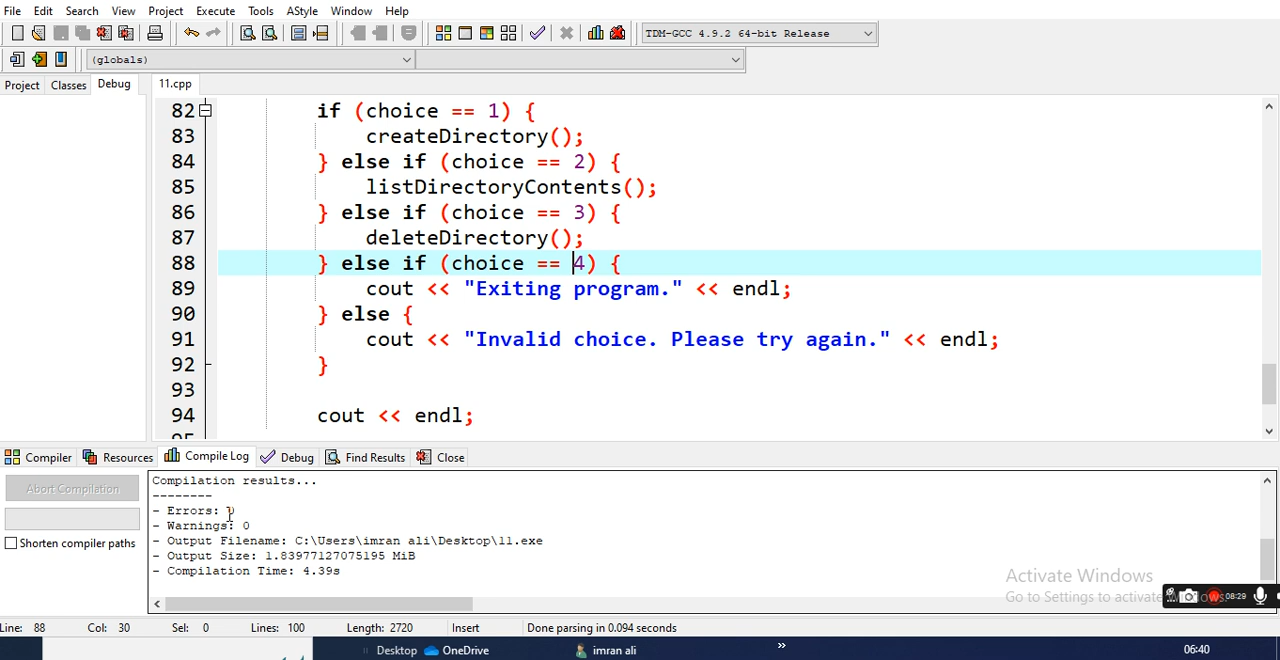 File Edit Search View Project Execute Tools AStyle Window Help
TDM-GCC 4.9.2 64-bit Release
(globals)
Project Classes Debug 11.cpp
82 if (choice == 1) {
83 createDirectory();
84 } else if (choice == 2) {
85 listDirectoryContents();
86 } else if (choice == 3) {
87 deleteDirectory();
88 } else if (choice == 4) {
89 cout << "Exiting program." << endl;
90 } else {
91 cout << "Invalid choice. Please try again." << endl;
92 }
93
94 cout << endl;
Compiler Resources Compile Log Debug Find Results Close
Abort Compilation
Shorten compiler paths
Compilation results...
--------
- Errors: 0
- Warnings: 0
- Output Filename: C:\Users\imran ali\Desktop\11.exe
- Output Size: 1.83977127075195 MiB
- Compilation Time: 4.39s
Activate Windows
Go to Settings to activate Windows.
08:29
Line: 88 Col: 30 Sel: 0 Lines: 100 Length: 2720 Insert Done parsing in 0.094 seconds
Desktop OneDrive imran ali » 06:40